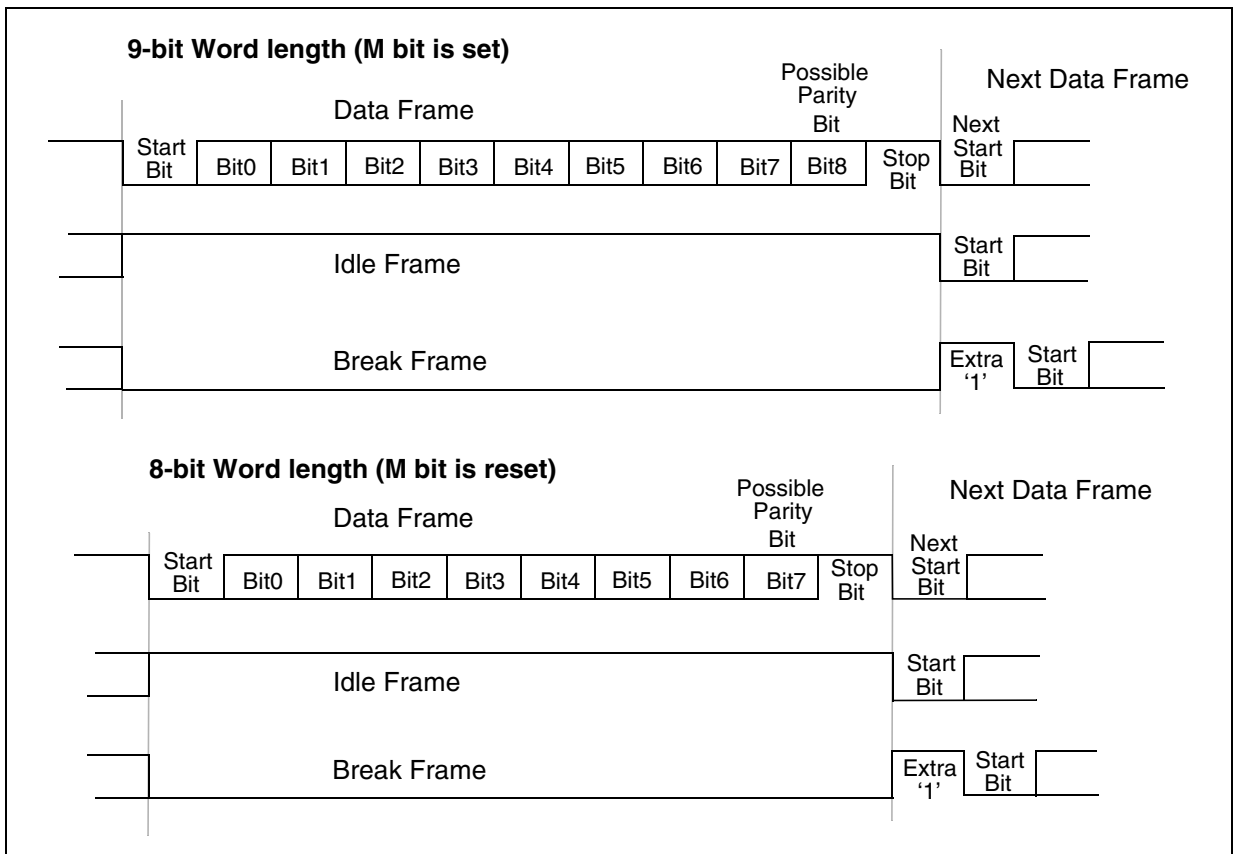 9-bit Word length (M bit is set)
Possible
Parity
Bit
Next Data Frame
Data Frame
Next
Start
Bit
Start
Bit
Bit0
Bit1
Bit2
Bit3
Bit4
Bit5
Bit6
Bit7
Bit8
Stop
Bit
Idle Frame
Start
Bit
Break Frame
Extra
‘1’
Start
Bit
8-bit Word length (M bit is reset)
Possible
Parity
Bit
Next Data Frame
Data Frame
Next
Start
Bit
Start
Bit
Bit0
Bit1
Bit2
Bit3
Bit4
Bit5
Bit6
Bit7
Stop
Bit
Idle Frame
Start
Bit
Break Frame
Extra
‘1’
Start
Bit